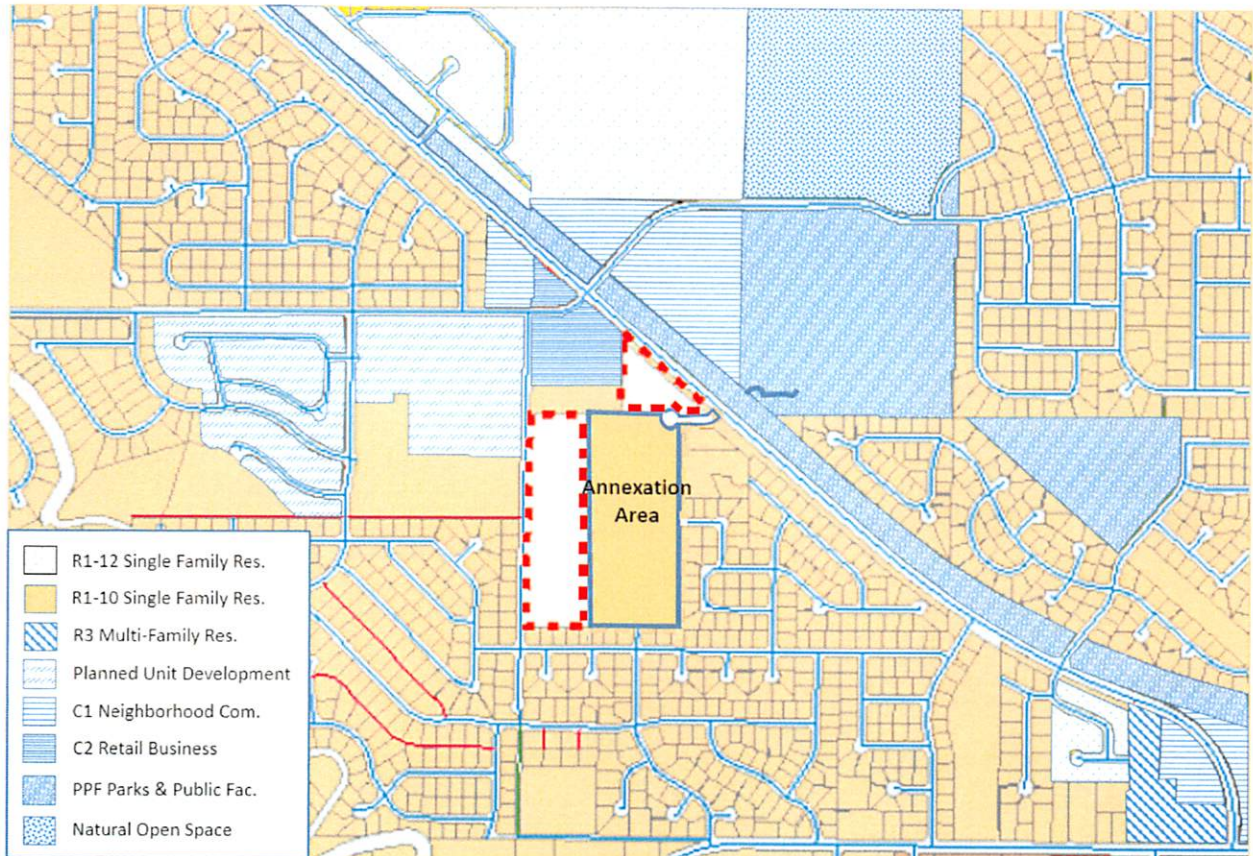 Annexation
Area
R1-12 Single Family Res.
R1-10 Single Family Res.
R3 Multi-Family Res.
Planned Unit Development
C1 Neighborhood Com.
C2 Retail Business
PPF Parks & Public Fac.
Natural Open Space